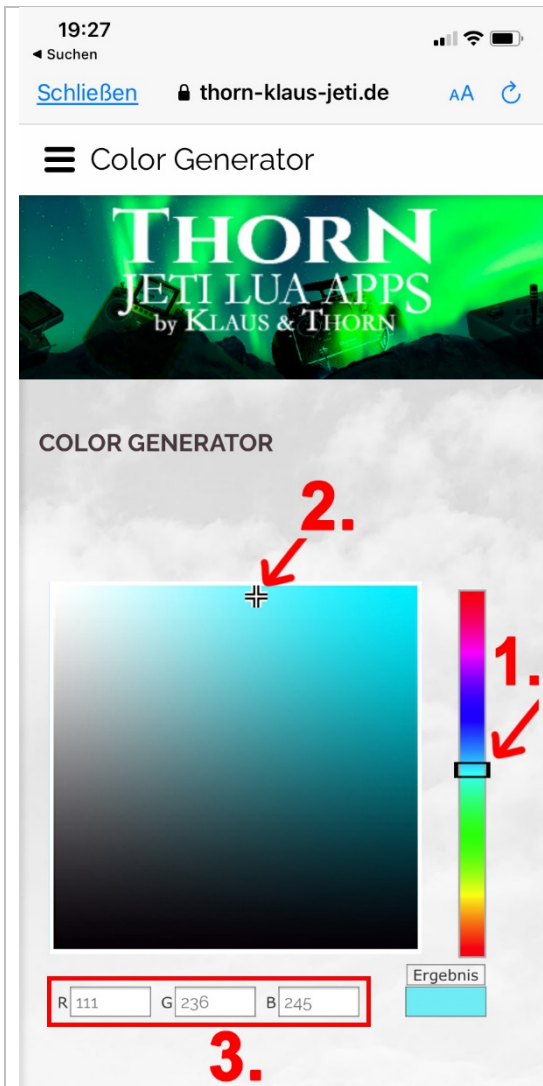 19:27
◀ Suchen
Schließen thorn-klaus-jeti.de AA
Color Generator
THORN
JETI LUA APPS
by KLAUS & THORN
COLOR GENERATOR
2.
1.
Ergebnis
R 111 G 236 B 245
3.